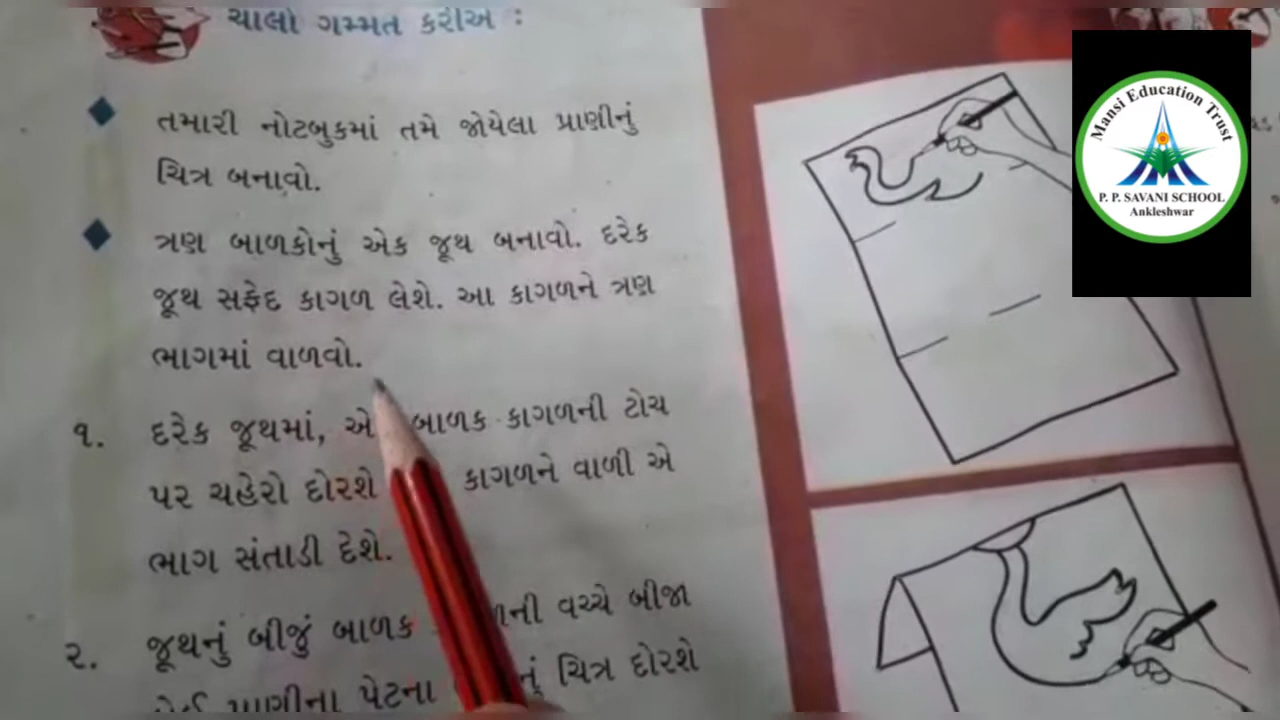 ચાલો ગમ્મત કરીએ :
તમારી નોટબુકમાં તમે જોયેલા પ્રાણીનું
ચિત્ર બનાવો.
ત્રણ બાળકોનું એક જૂથ બનાવો. દરેક
જૂથ સફેદ કાગળ લેશે. આ કાગળને ત્રણ
ભાગમાં વાળવો.
૧. દરેક જૂથમાં, બાળક કાગળની ટોચ
પર ચહેરો દોરશે કાગળને વાળી એ
ભાગ સંતાડી દેશે.
૨. જૂથનું બીજું બાળક વચ્ચે બીજા
પ્રાણીના પેટના ચિત્ર દોરશે
Mansi Education Trust
P. P. SAVANI SCHOOL
Ankleshwar